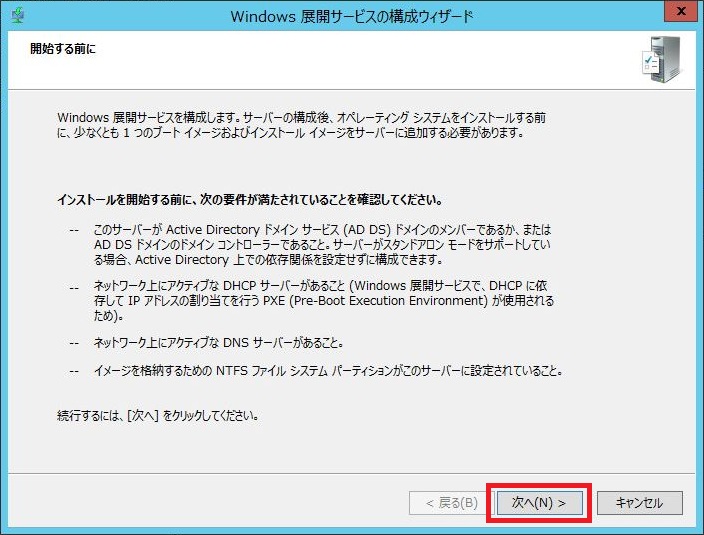 Windows 展開サービスの構成ウィザード
x
開始する前に
Windows 展開サービスを構成します。サーバーの構成後、オペレーティング システムをインストールする前
に、少なくとも 1 つのブート イメージおよびインストール イメージをサーバーに追加する必要があります。
インストールを開始する前に、次の要件が満たされていることを確認してください。
-- このサーバーが Active Directory ドメイン サービス (AD DS) ドメインのメンバーであるか、または
AD DS ドメインのドメイン コントローラーであること。サーバーがスタンドアロン モードをサポートしてい
る場合、Active Directory 上での依存関係を設定せずに構成できます。
-- ネットワーク上にアクティブな DHCP サーバーがあること (Windows 展開サービスで、DHCP に依
存して IP アドレスの割り当てを行う PXE (Pre-Boot Execution Environment) が使用される
ため)。
-- ネットワーク上にアクティブな DNS サーバーがあること。
-- イメージを格納するための NTFS ファイル システム パーティションがこのサーバーに設定されていること。
続行するには、[次へ] をクリックしてください。
< 戻る(B) 次へ(N) > キャンセル